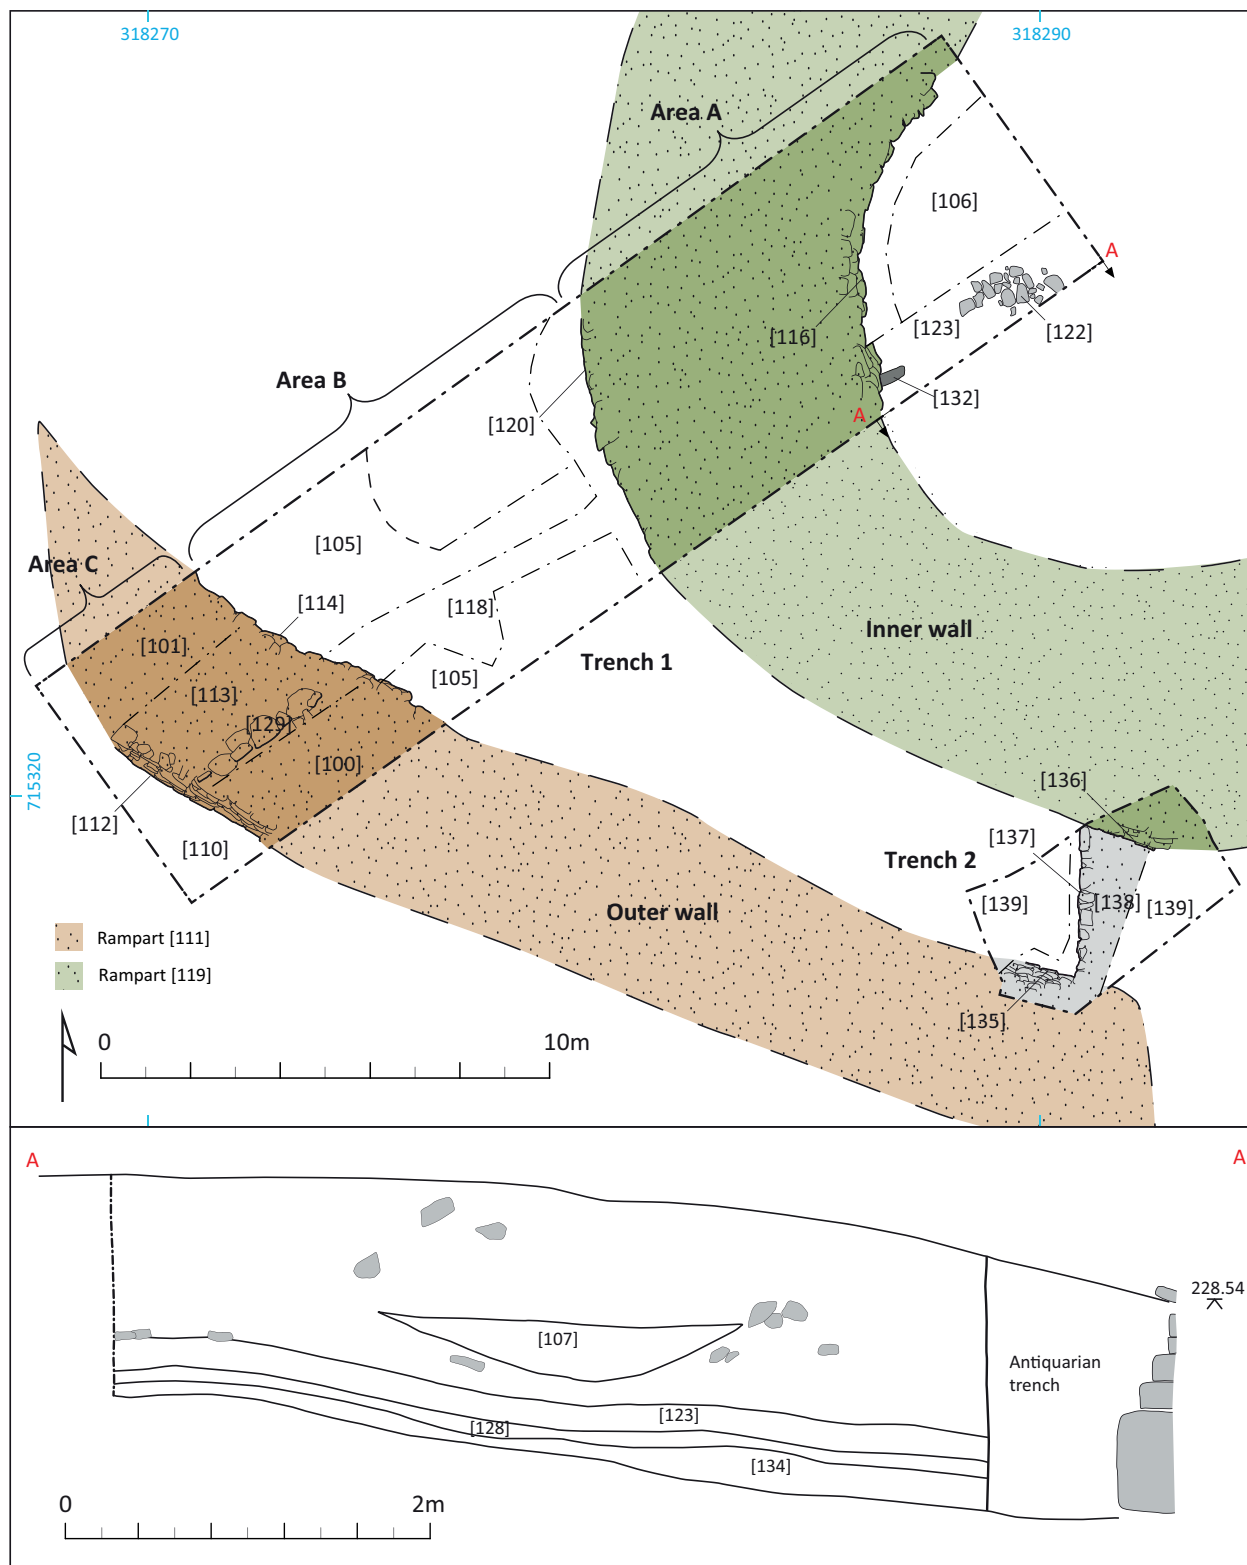 318270
318290
Area A
[106]
A
[123]
[122]
[116]
[132]
A
Area B
[120]
[105]
Area C
[114]
[118]
[101]
Inner wall
Trench 1
[105]
[113]
[129]
[100]
715320
[136]
[112]
[137]
[110]
Trench 2
[139]
[138]
[139]
Outer wall
Rampart [111]
Rampart [119]
[135]
0
10m
A
A
228.54
[107]
Antiquarian
trench
[123]
[128]
[134]
0
2m